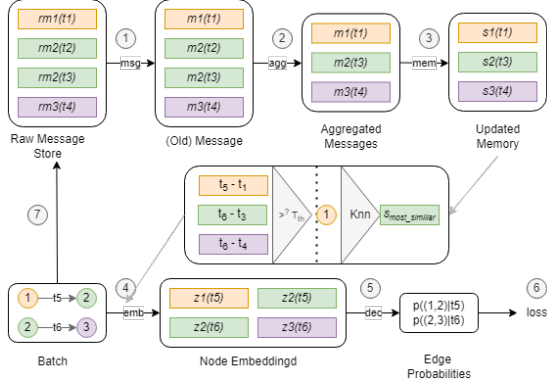 rm1(t1)
rm2(t2)
rm2(t3)
rm3(t4)
Raw Message
Store
1
msg
m1(t1)
m2(t2)
m2(t3)
m3(t4)
(Old) Message
2
agg
m1(t1)
m2(t3)
m3(t4)
Aggregated
Messages
3
mem
s1(t1)
s2(t3)
s3(t4)
Updated
Memory
t5 - t1
t6 - t3
t6 - t4
>? Tth
1
Knn
smost_similiar
7
1 t5 2
2 t6 3
Batch
4
emb
z1(t5) z2(t5)
z2(t6) z3(t6)
Node Embeddingd
5
dec
p((1,2)|t5)
p((2,3)|t6)
Edge
Probabilities
6
loss